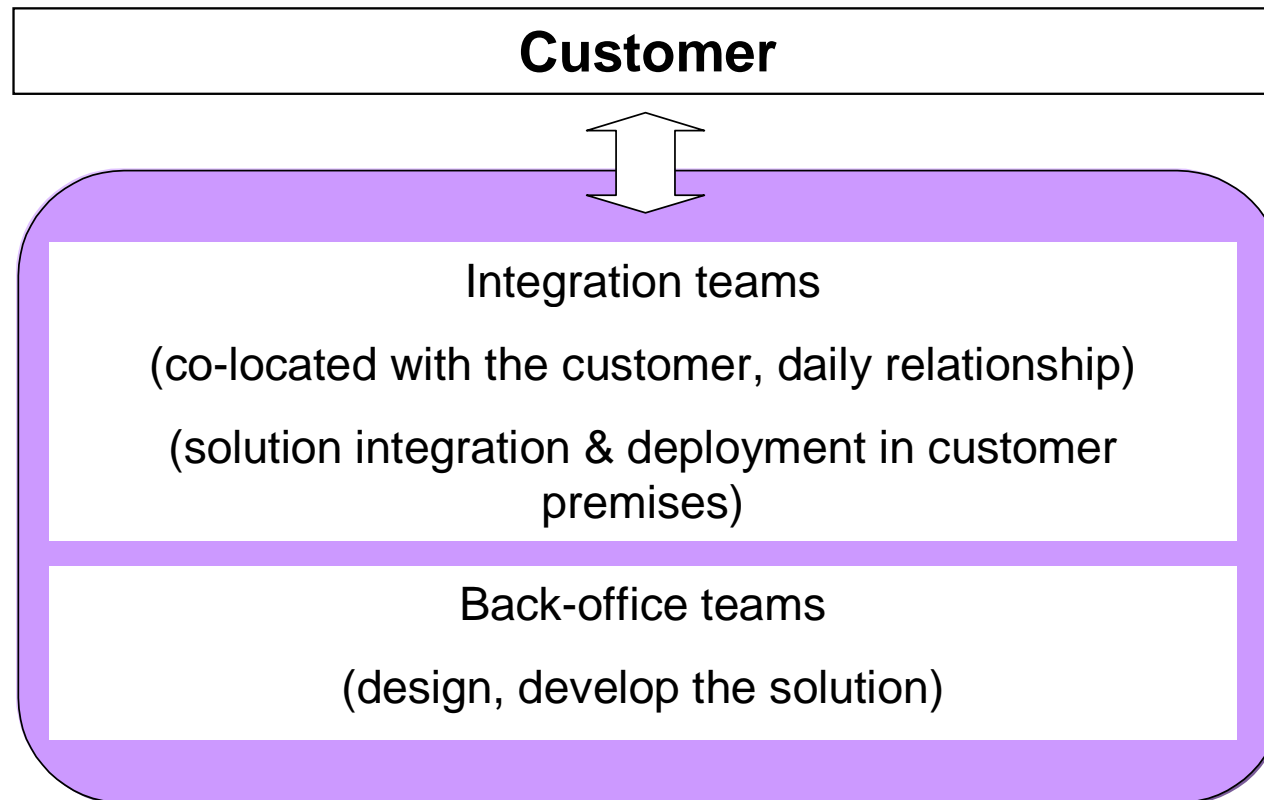 Customer
Integration teams
(co-located with the customer, daily relationship)
(solution integration & deployment in customer
premises)
Back-office teams
(design, develop the solution)